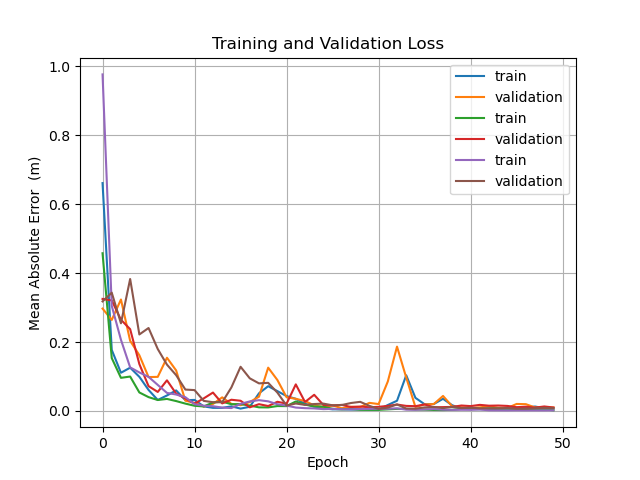 Training and Validation Loss
1.0
0.8
0.6
0.4
0.2
0.0
Mean Absolute Error  (m)
train
validation
train
validation
train
validation
0 10 20 30 40 50
Epoch